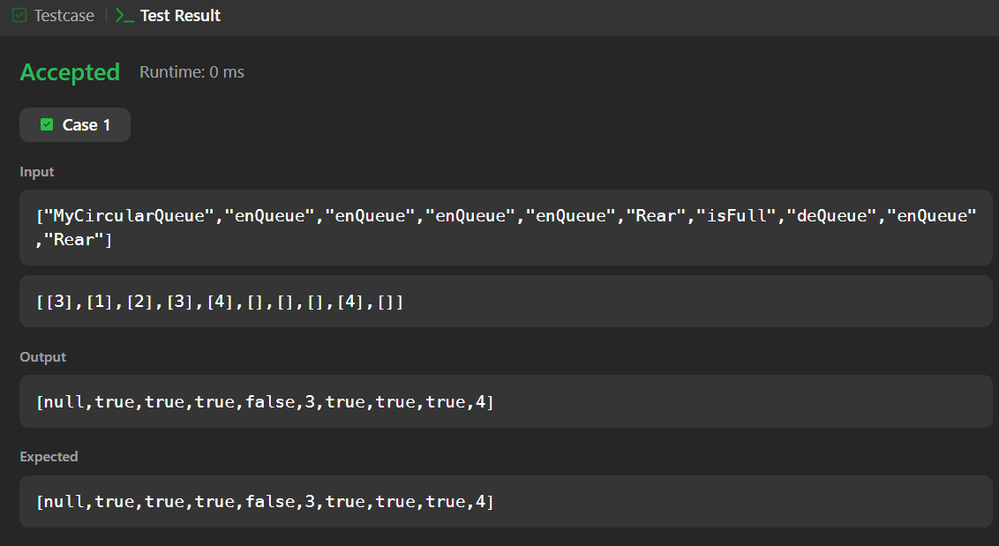 Testcase | >_ Test Result
Accepted Runtime: 0 ms
Case 1
Input
["MyCircularQueue","enQueue","enQueue","enQueue","enQueue","Rear","isFull","deQueue","enQueue"
,"Rear"]
[[3],[1],[2],[3],[4],[],[],[],[4],[]]
Output
[null,true,true,true,false,3,true,true,true,4]
Expected
[null,true,true,true,false,3,true,true,true,4]